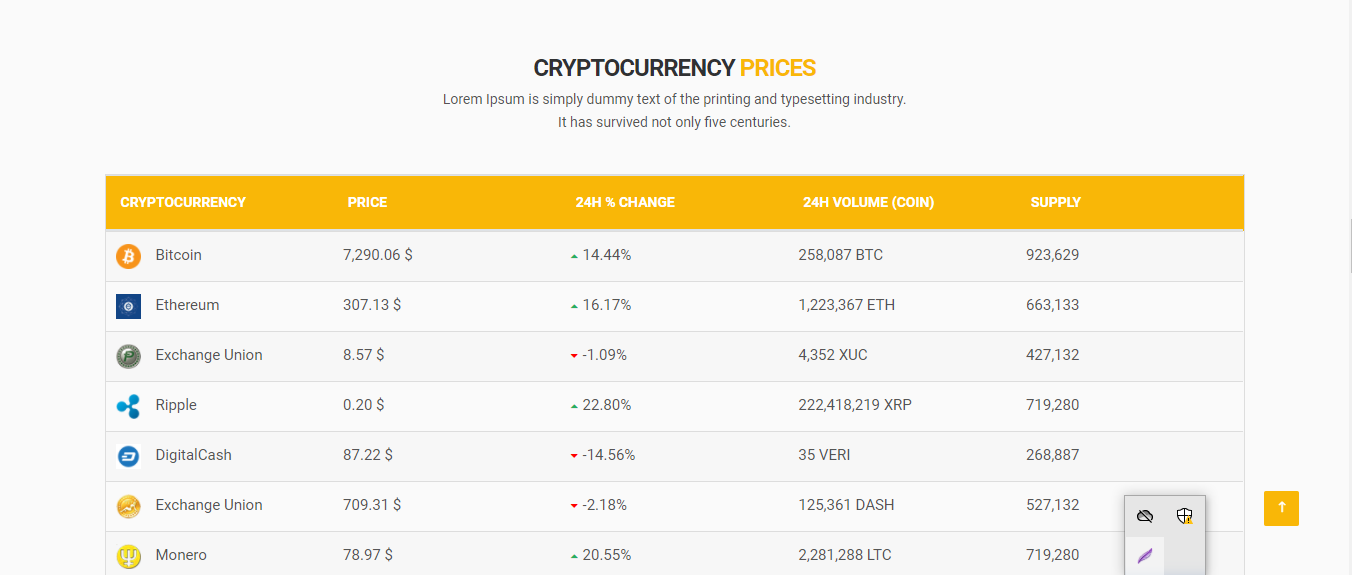 CRYPTOCURRENCY PRICES
Lorem Ipsum is simply dummy text of the printing and typesetting industry.
It has survived not only five centuries.
CRYPTOCURRENCY PRICE 24H % CHANGE 24H VOLUME (COIN) SUPPLY
Bitcoin 7,290.06 $ 14.44% 258,087 BTC 923,629
Ethereum 307.13 $ 16.17% 1,223,367 ETH 663,133
Exchange Union 8.57 $ -1.09% 4,352 XUC 427,132
Ripple 0.20 $ 22.80% 222,418,219 XRP 719,280
DigitalCash 87.22 $ -14.56% 35 VERI 268,887
Exchange Union 709.31 $ -2.18% 125,361 DASH 527,132
Monero 78.97 $ 20.55% 2,281,288 LTC 719,280